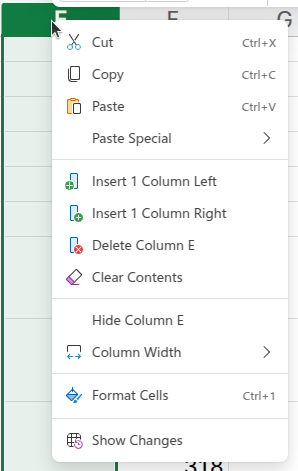 E F G
Cut Ctrl+X
Copy Ctrl+C
Paste Ctrl+V
Paste Special
Insert 1 Column Left
Insert 1 Column Right
Delete Column E
Clear Contents
Hide Column E
Column Width
Format Cells Ctrl+1
Show Changes
318